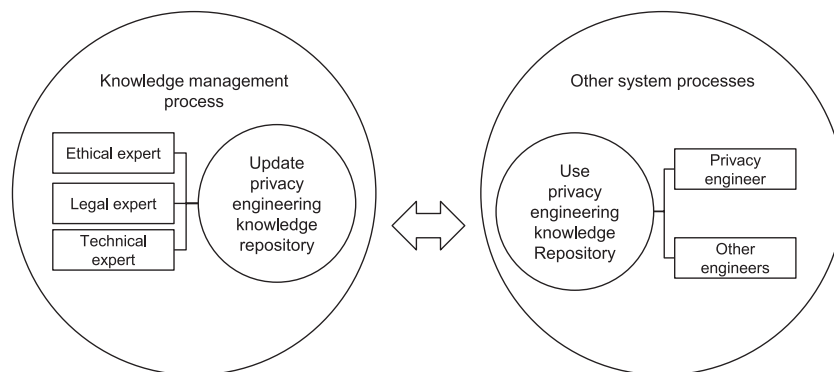 Knowledge management
process
Ethical expert
Legal expert
Technical
expert
Update
privacy
engineering
knowledge
repository
Other system processes
Use
privacy
engineering
knowledge
Repository
Privacy
engineer
Other
engineers